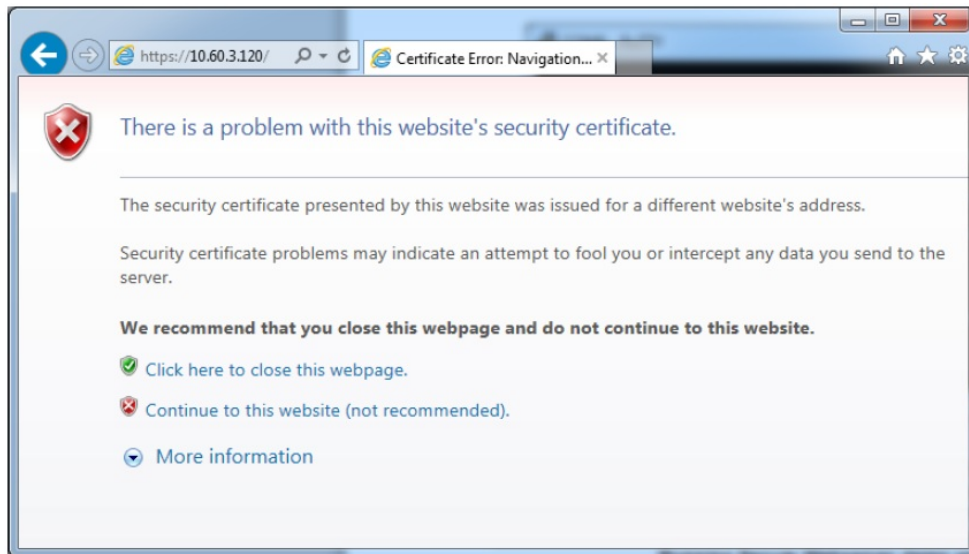 https://10.60.3.120/
Certificate Error: Navigation...
There is a problem with this website's security certificate.
The security certificate presented by this website was issued for a different website's address.
Security certificate problems may indicate an attempt to fool you or intercept any data you send to the
server.
We recommend that you close this webpage and do not continue to this website.
Click here to close this webpage.
Continue to this website (not recommended).
More information